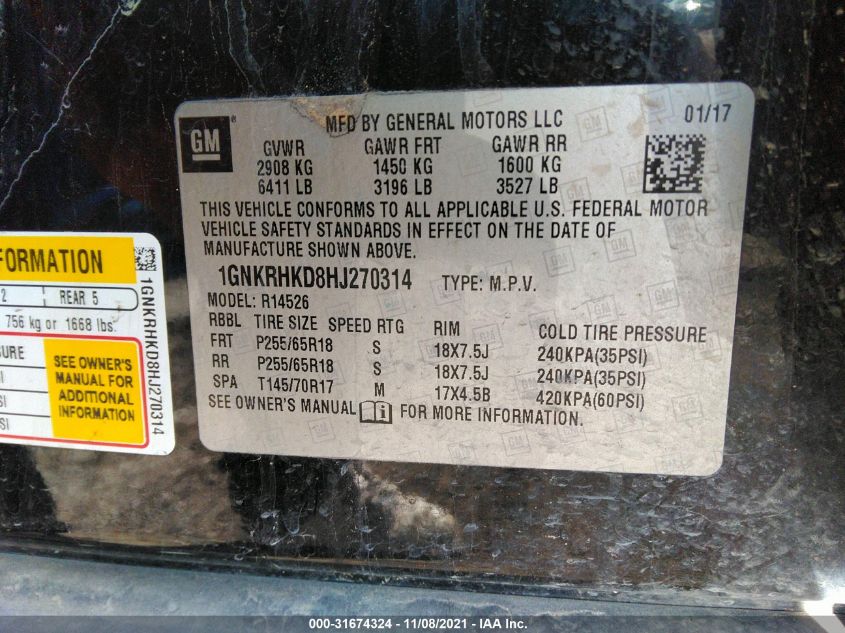 GM®
MFD BY GENERAL MOTORS LLC 01/17
GVWR GAWR FRT GAWR RR
2908 KG 1450 KG 1600 KG
6411 LB 3196 LB 3527 LB
THIS VEHICLE CONFORMS TO ALL APPLICABLE U.S. FEDERAL MOTOR
VEHICLE SAFETY STANDARDS IN EFFECT ON THE DATE OF
MANUFACTURE SHOWN ABOVE.
1GNKRHKD8HJ270314 TYPE: M.P.V.
MODEL: R14526
RBBL TIRE SIZE SPEED RTG RIM COLD TIRE PRESSURE
FRT P255/65R18 S 18X7.5J 240KPA(35PSI)
RR P255/65R18 S 18X7.5J 240KPA(35PSI)
SPA T145/70R17 M 17X4.5B 420KPA(60PSI)
SEE OWNER'S MANUAL FOR MORE INFORMATION.
FORMATION
2 REAR 5
756 kg or 1668 lbs.
SURE
SI
SI
SEE OWNER'S
MANUAL FOR
ADDITIONAL
INFORMATION
1GNKRHKD8HJ270314
000-31674324 - 11/08/2021 - IAA Inc.